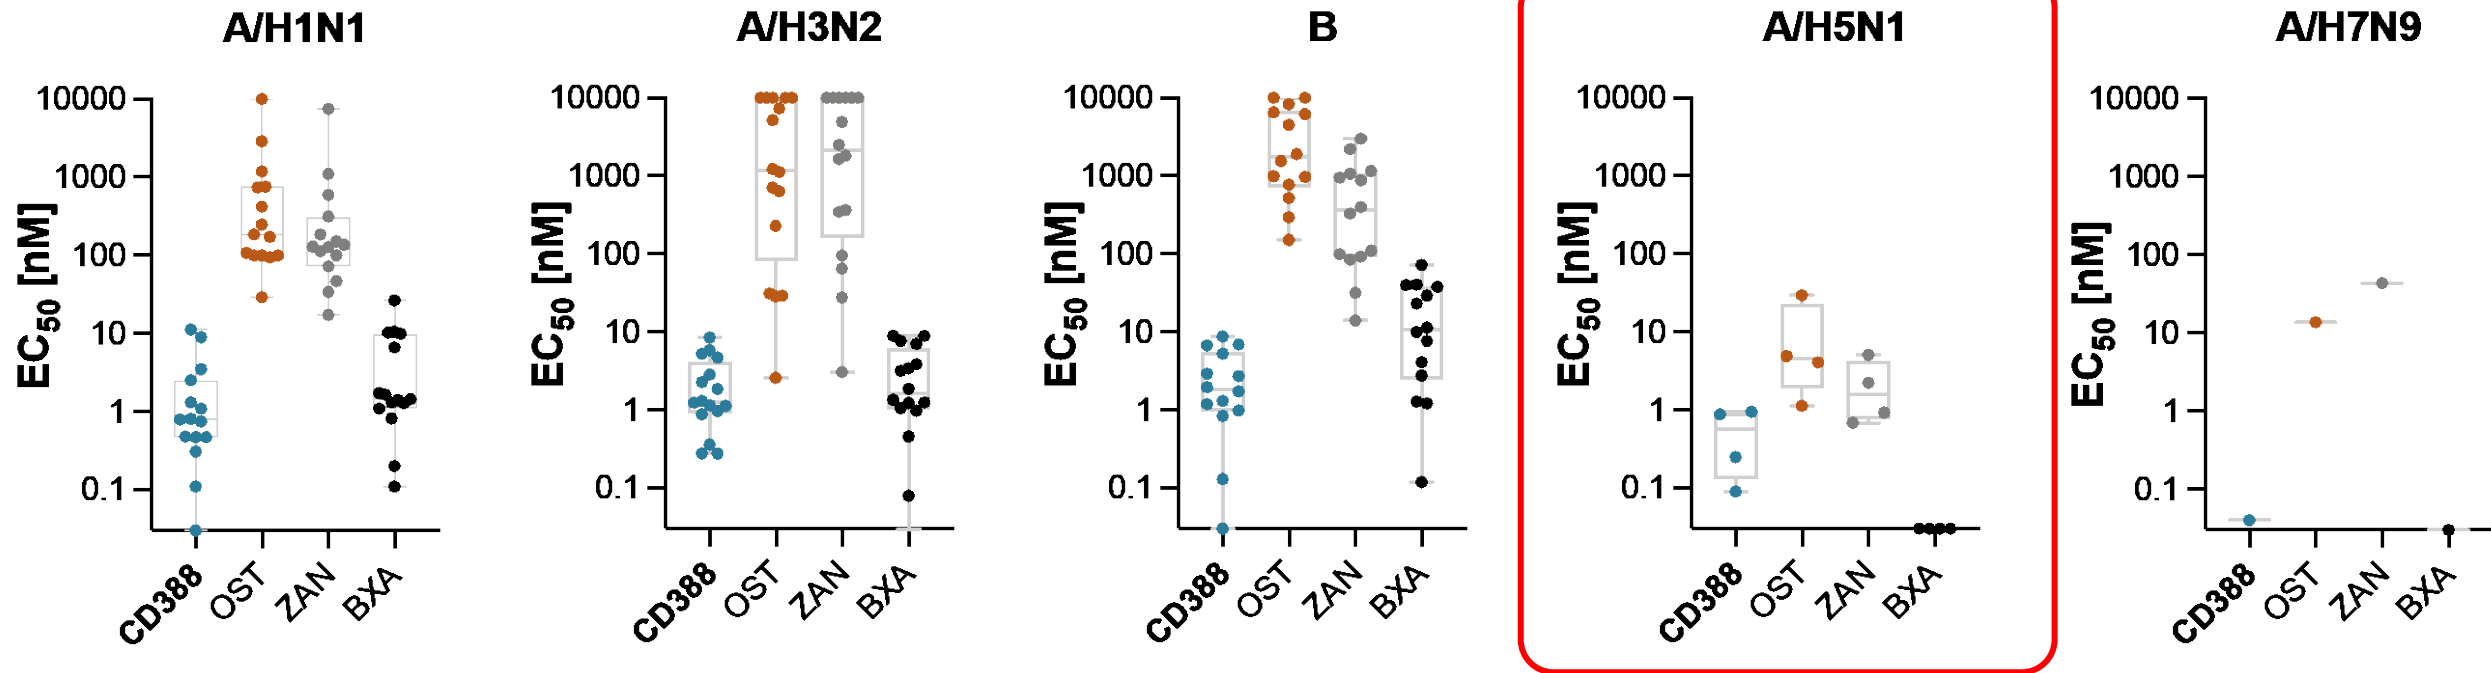 A/H1N1
EC50 [nM]
10000
1000
100
10
1
0.1
CD388
OST
ZAN
BXA
A/H3N2
EC50 [nM]
10000
1000
100
10
1
0.1
CD388
OST
ZAN
BXA
B
EC50 [nM]
10000
1000
100
10
1
0.1
CD388
OST
ZAN
BXA
A/H5N1
EC50 [nM]
10000
1000
100
10
1
0.1
CD388
OST
ZAN
BXA
A/H7N9
EC50 [nM]
10000
1000
100
10
1
0.1
CD388
OST
ZAN
BXA